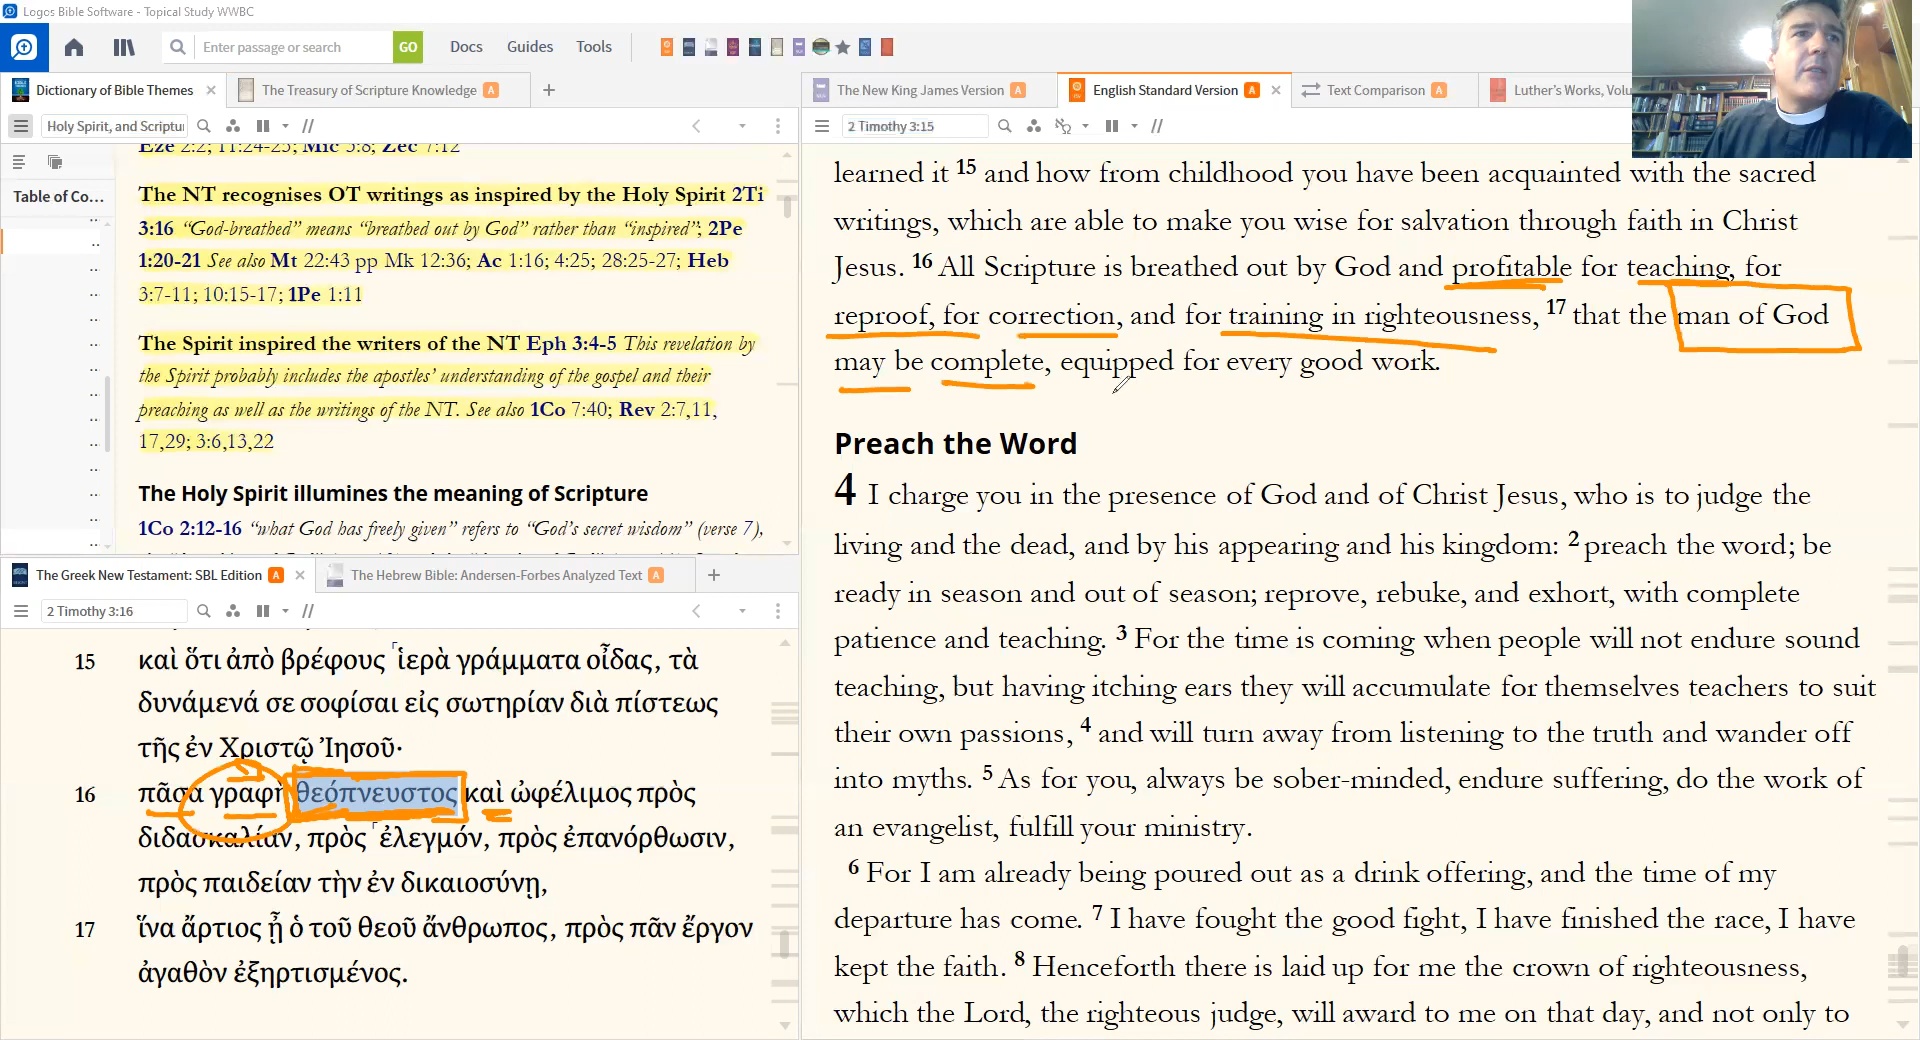 Logos Bible Software - Topical Study WWBC
Enter passage or search GO Docs Guides Tools
Dictionary of Bible Themes The Treasury of Scripture Knowledge A
Holy Spirit, and Scriptu
Table of Co...
Eze 2:2; 11:24-25; Mic 3:8; Zec 7:12
The NT recognises OT writings as inspired by the Holy Spirit 2Ti
3:16 “God-breathed” means “breathed out by God” rather than “inspired”; 2Pe
1:20-21 See also Mt 22:43 pp Mk 12:36; Ac 1:16; 4:25; 28:25-27; Heb
3:7-11; 10:15-17; 1Pe 1:11
The Spirit inspired the writers of the NT Eph 3:4-5 This revelation by
the Spirit probably includes the apostles’ understanding of the gospel and their
preaching as well as the writings of the NT. See also 1Co 7:40; Rev 2:7,11,
17,29; 3:6,13,22
The Holy Spirit illumines the meaning of Scripture
1Co 2:12-16 “what God has freely given” refers to “God’s secret wisdom” (verse 7),
The Greek New Testament: SBL Edition A The Hebrew Bible: Andersen-Forbes Analyzed Text A
2 Timothy 3:16
15 καὶ ὅτι ἀπὸ βρέφους ⸀ἱερὰ γράμματα οἶδας, τὰ
δυνάμενά σε σοφίσαι εἰς σωτηρίαν διὰ πίστεως
τῆς ἐν Χριστῷ Ἰησοῦ·
16 πᾶσα γραφὴ θεόπνευστος καὶ ὠφέλιμος πρὸς
διδασκαλίαν, πρὸς ⸀ἐλεγμόν, πρὸς ἐπανόρθωσιν,
πρὸς παιδείαν τὴν ἐν δικαιοσύνῃ,
17 ἵνα ἄρτιος ᾖ ὁ τοῦ θεοῦ ἄνθρωπος, πρὸς πᾶν ἔργον
ἀγαθὸν ἐξηρτισμένος.
The New King James Version A English Standard Version A Text Comparison A Luther’s Works, Volu
2 Timothy 3:15
learned it 15 and how from childhood you have been acquainted with the sacred
writings, which are able to make you wise for salvation through faith in Christ
Jesus. 16 All Scripture is breathed out by God and profitable for teaching, for
reproof, for correction, and for training in righteousness, 17 that the man of God
may be complete, equipped for every good work.
Preach the Word
4 I charge you in the presence of God and of Christ Jesus, who is to judge the
living and the dead, and by his appearing and his kingdom: 2 preach the word; be
ready in season and out of season; reprove, rebuke, and exhort, with complete
patience and teaching. 3 For the time is coming when people will not endure sound
teaching, but having itching ears they will accumulate for themselves teachers to suit
their own passions, 4 and will turn away from listening to the truth and wander off
into myths. 5 As for you, always be sober-minded, endure suffering, do the work of
an evangelist, fulfill your ministry.
6 For I am already being poured out as a drink offering, and the time of my
departure has come. 7 I have fought the good fight, I have finished the race, I have
kept the faith. 8 Henceforth there is laid up for me the crown of righteousness,
which the Lord, the righteous judge, will award to me on that day, and not only to